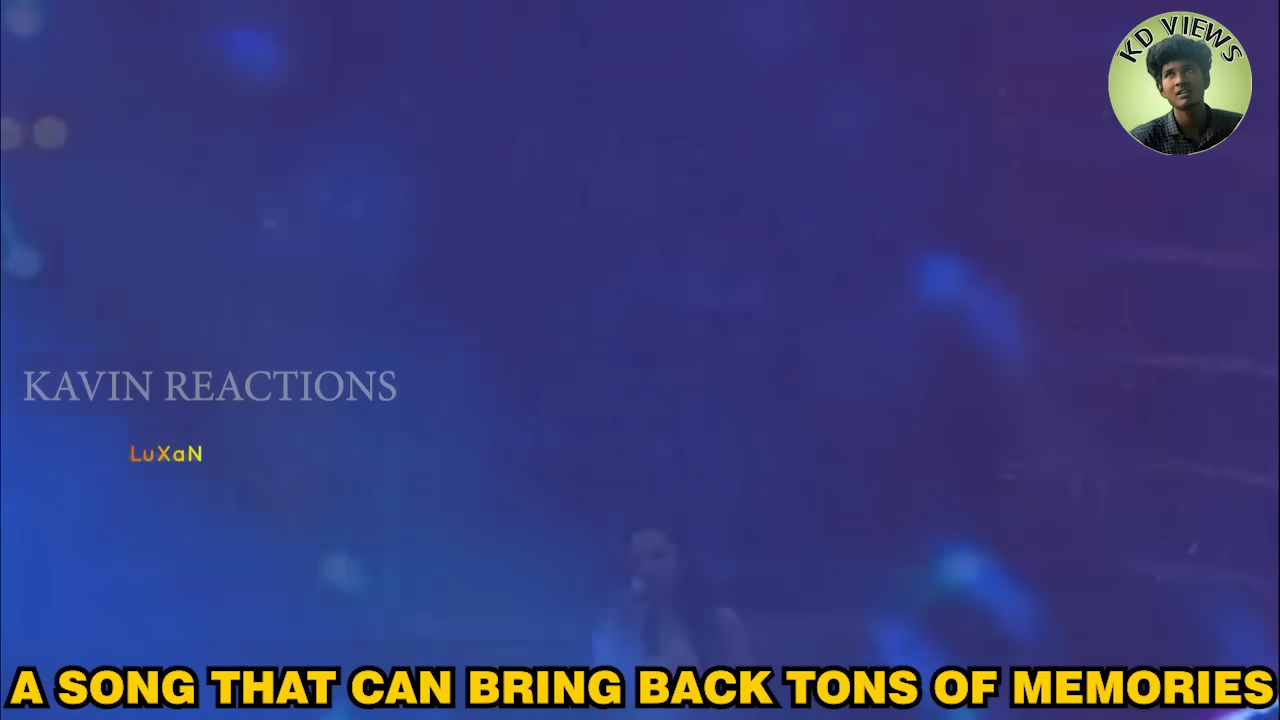 KD VIEWS
KAVIN REACTIONS
LuXaN
A SONG THAT CAN BRING BACK TONS OF MEMORIES